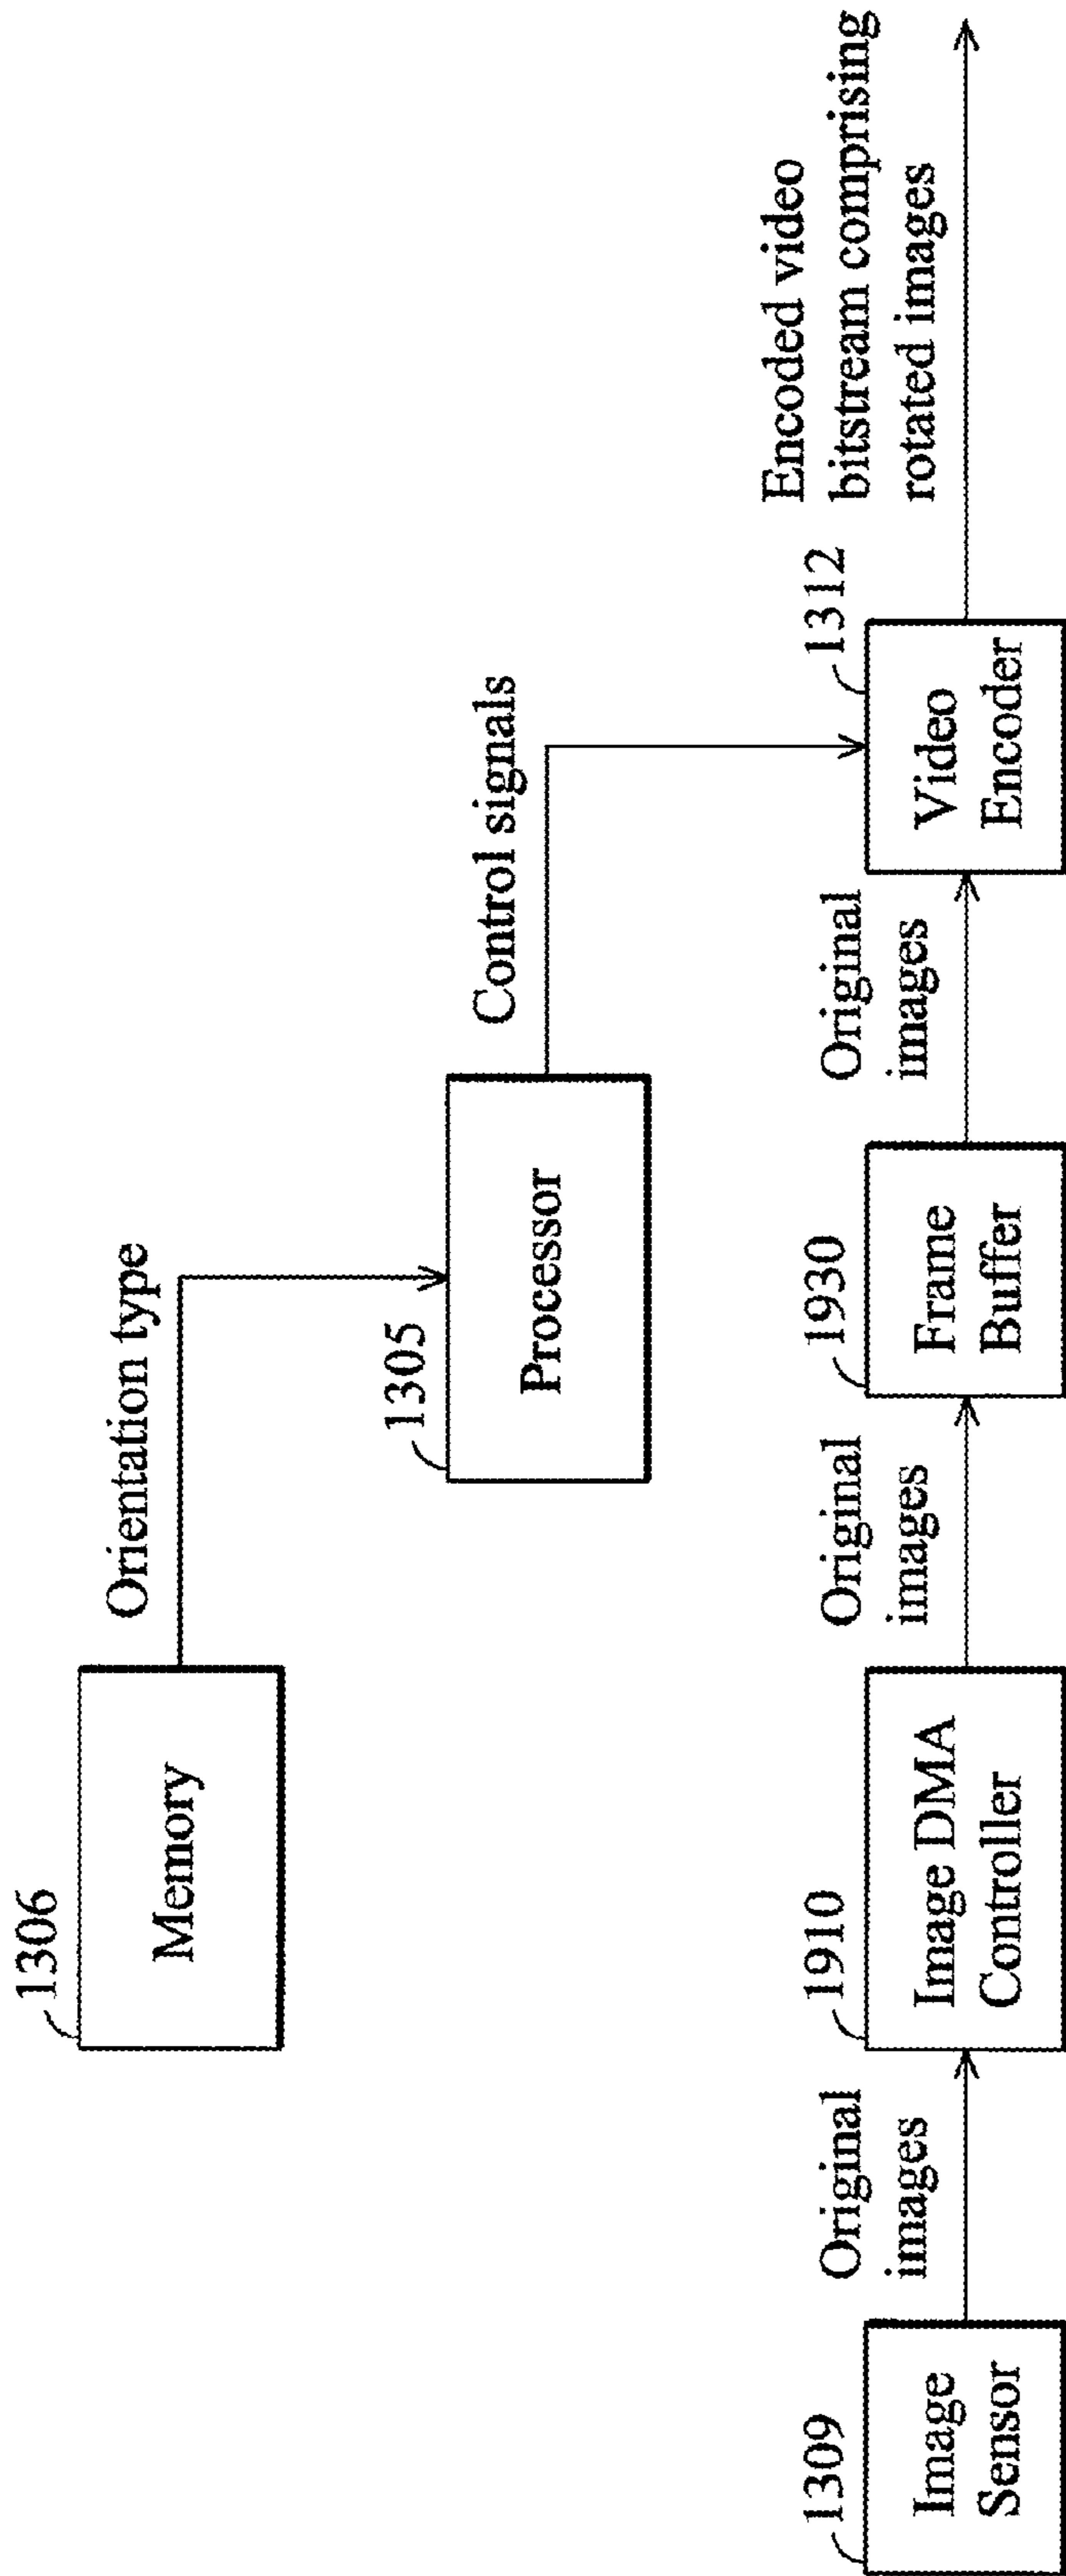 1306
Memory
Orientation type
1305
Processor
Control signals
1309
Image
Sensor
Original
images
1910
Image DMA
Controller
Original
images
1930
Frame
Buffer
Original
images
1312
Video
Encoder
Encoded video
bitstream comprising
rotated images